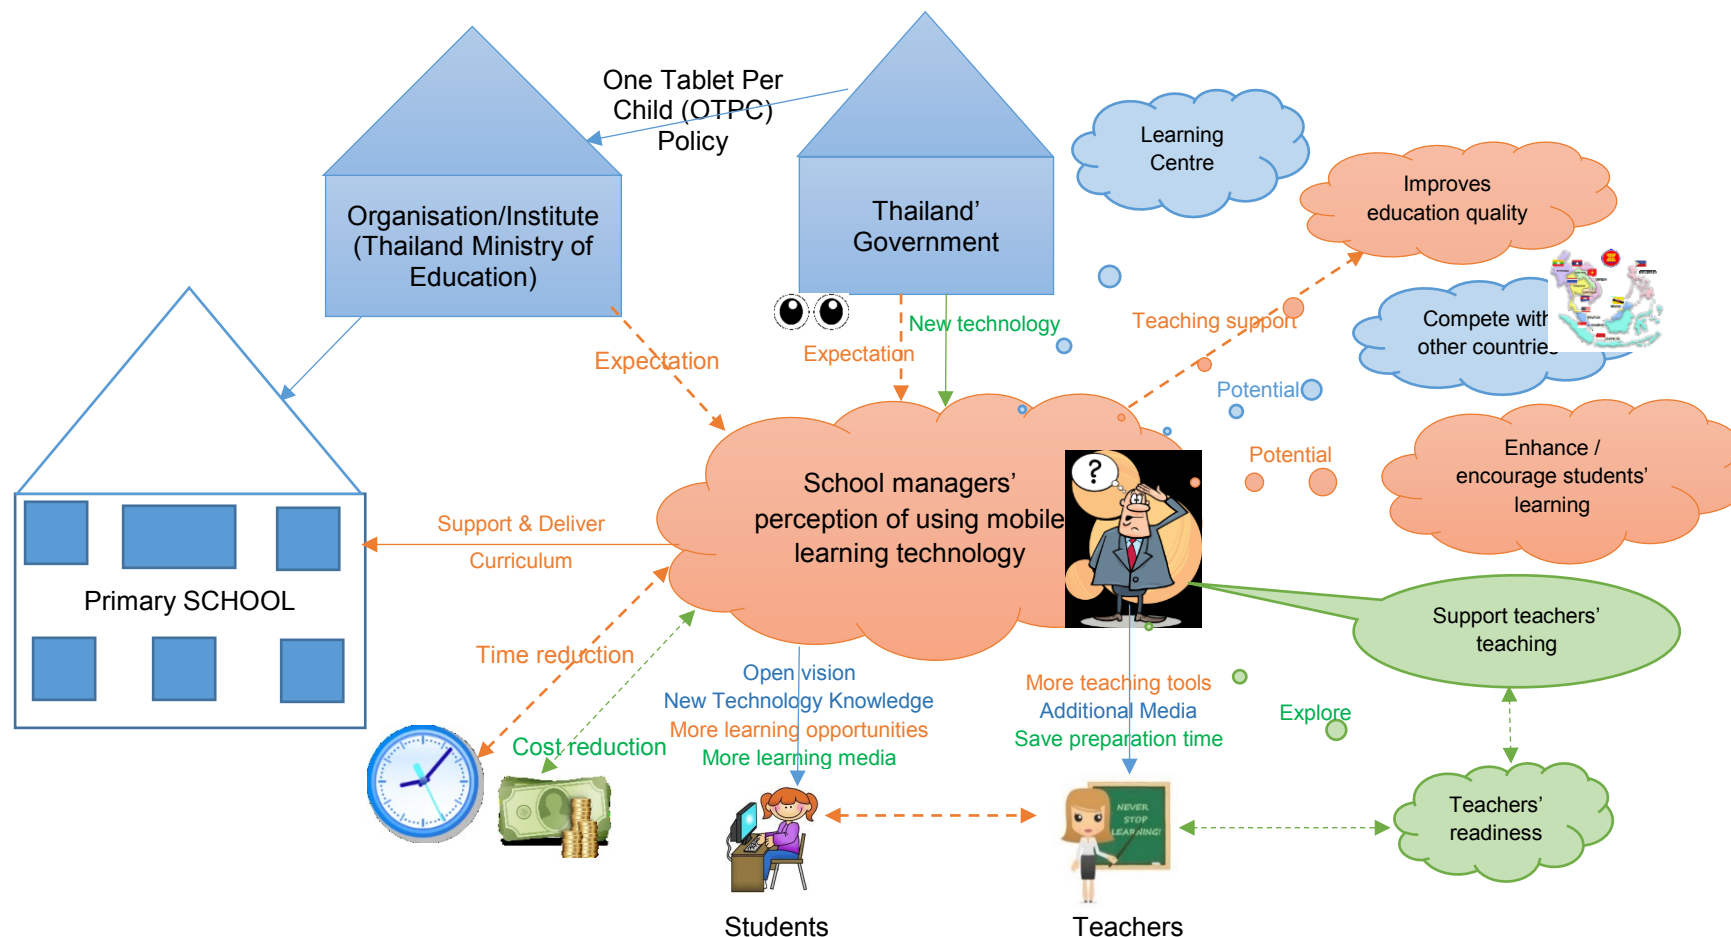 One Tablet Per
Child (OTPC)
Policy
Organisation/Institute
(Thailand Ministry of
Education)
Thailand’
Government
Learning
Centre
Improves
education quality
Compete with
other countries
Enhance /
encourage students’
learning
Expectation
Expectation
New technology
Teaching support
Potential
Potential
School managers’
perception of using mobile
learning technology
?
Support & Deliver
Curriculum
Primary SCHOOL
Time reduction
Cost reduction
Open vision
New Technology Knowledge
More learning opportunities
More learning media
More teaching tools
Additional Media
Save preparation time
Explore
Support teachers’
teaching
Teachers’
readiness
NEVER
STOP
LEARNING!
Students
Teachers